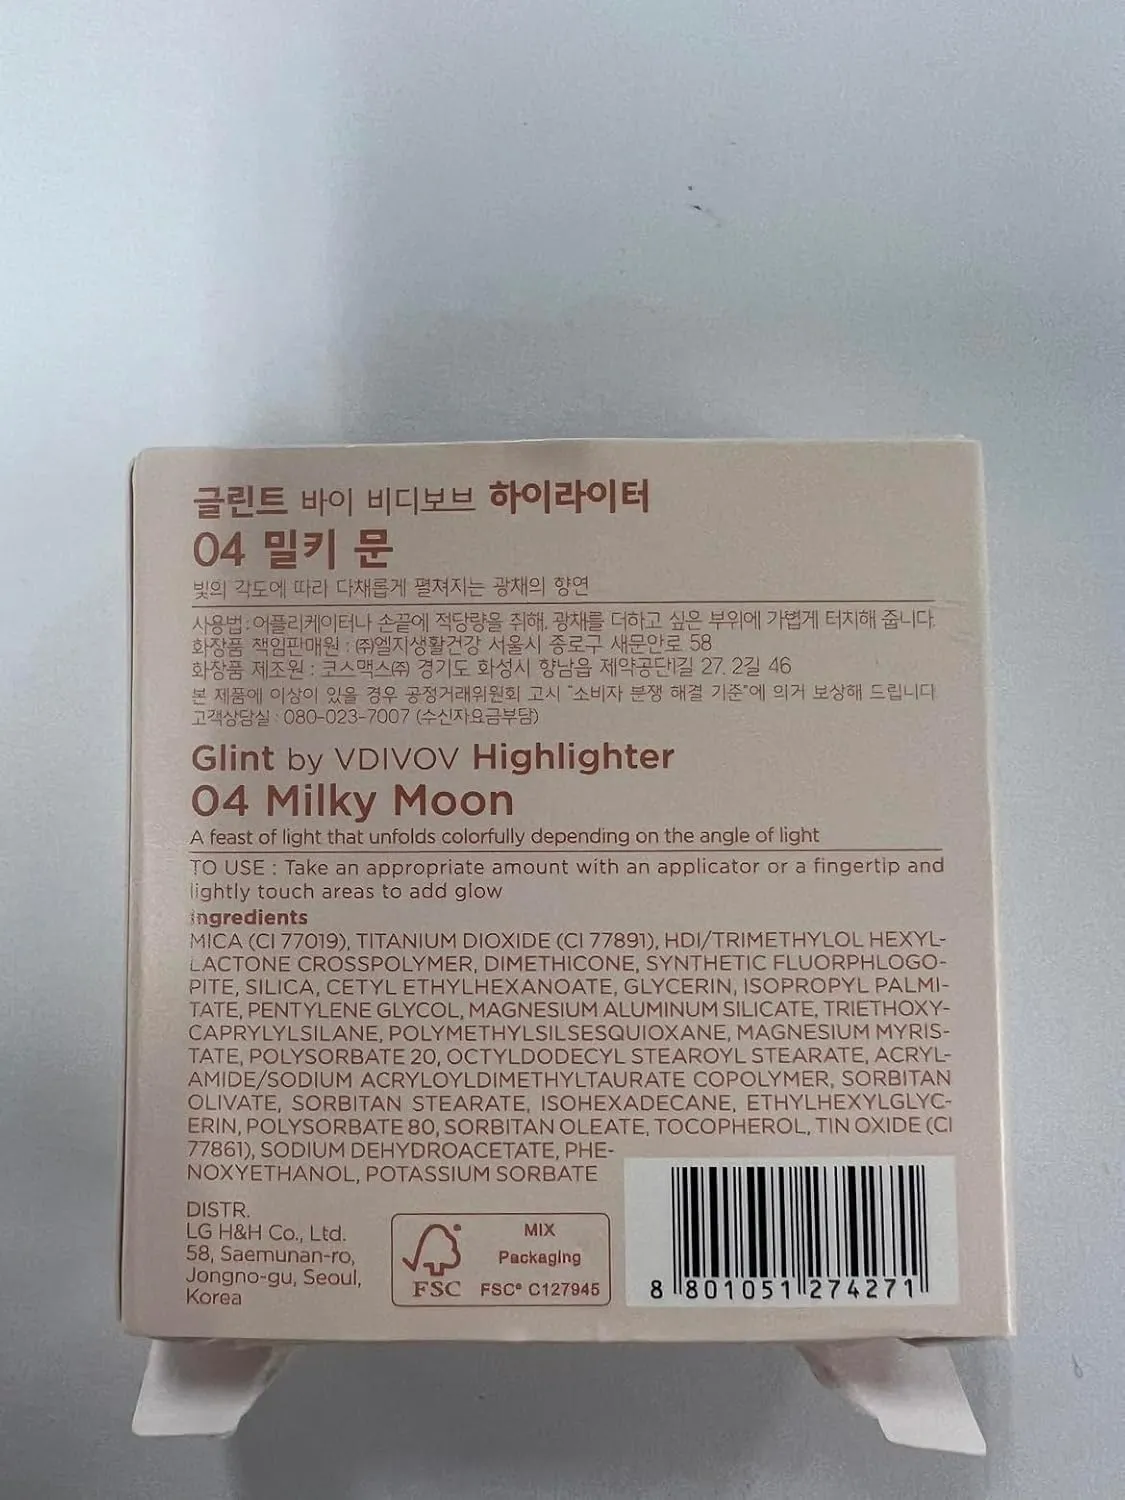 글린트 바이 비디보브 하이라이터
04 밀키 문
빛의 각도에 따라 다채롭게 펼쳐지는 광채의 향연
사용법 : 어플리케이터나 손끝에 적당량을 취해, 광채를 더하고 싶은 부위에 가볍게 터치해 줍니다.
화장품 책임판매원 : ㈜엘지생활건강 서울시 종로구 새문안로 58
화장품 제조원 : 코스맥스㈜ 경기도 화성시 향남읍 제약공단1길 27, 2길 46
본 제품에 이상이 있을 경우 공정거래위원회 고시 "소비자 분쟁 해결 기준"에 의거 보상해 드립니다
고객상담실 : 080-023-7007 (수신자요금부담)
Glint by VDIVOV Highlighter
04 Milky Moon
A feast of light that unfolds colorfully depending on the angle of light
TO USE : Take an appropriate amount with an applicator or a fingertip and
lightly touch areas to add glow
Ingredients
MICA (CI 77019), TITANIUM DIOXIDE (CI 77891), HDI/TRIMETHYLOL HEXYL-
LACTONE CROSSPOLYMER, DIMETHICONE, SYNTHETIC FLUORPHLOGO-
PITE, SILICA, CETYL ETHYLHEXANOATE, GLYCERIN, ISOPROPYL PALMI-
TATE, PENTYLENE GLYCOL, MAGNESIUM ALUMINUM SILICATE, TRIETHOXY-
CAPRYLYLSILANE, POLYMETHYLSILSESQUIOXANE, MAGNESIUM MYRIS-
TATE, POLYSORBATE 20, OCTYLDODECYL STEAROYL STEARATE, ACRYL-
AMIDE/SODIUM ACRYLOYLDIMETHYLTAURATE COPOLYMER, SORBITAN
OLIVATE, SORBITAN STEARATE, ISOHEXADECANE, ETHYLHEXYLGLYC-
ERIN, POLYSORBATE 80, SORBITAN OLEATE, TOCOPHEROL, TIN OXIDE (CI
77861), SODIUM DEHYDROACETATE, PHE-
NOXYETHANOL, POTASSIUM SORBATE
DISTR.
LG H&H Co., Ltd.
58, Saemunan-ro,
Jongno-gu, Seoul,
Korea
FSC
MIX
Packaging
FSC® C127945
8 801051 274271